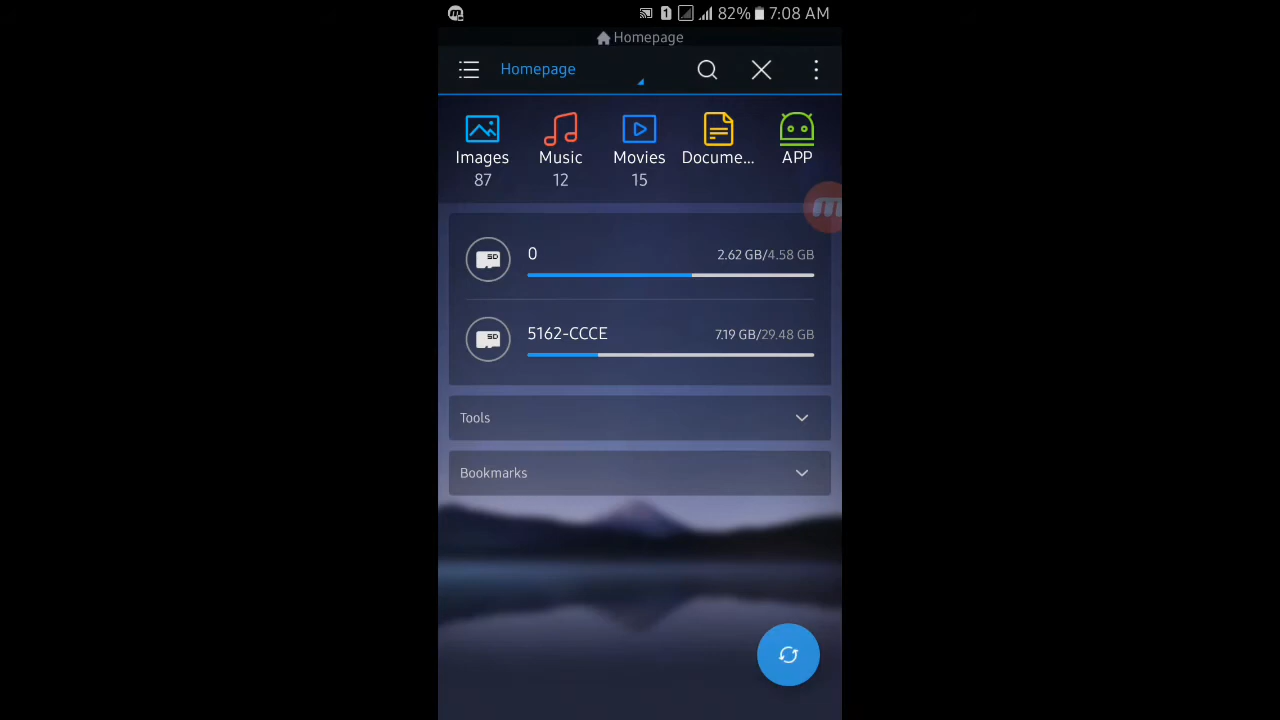 82% 7:08 AM
Homepage
Homepage
Images Music Movies Docume... APP
87 12 15
0 2.62 GB/4.58 GB
5162-CCCE 7.19 GB/29.48 GB
Tools
Bookmarks